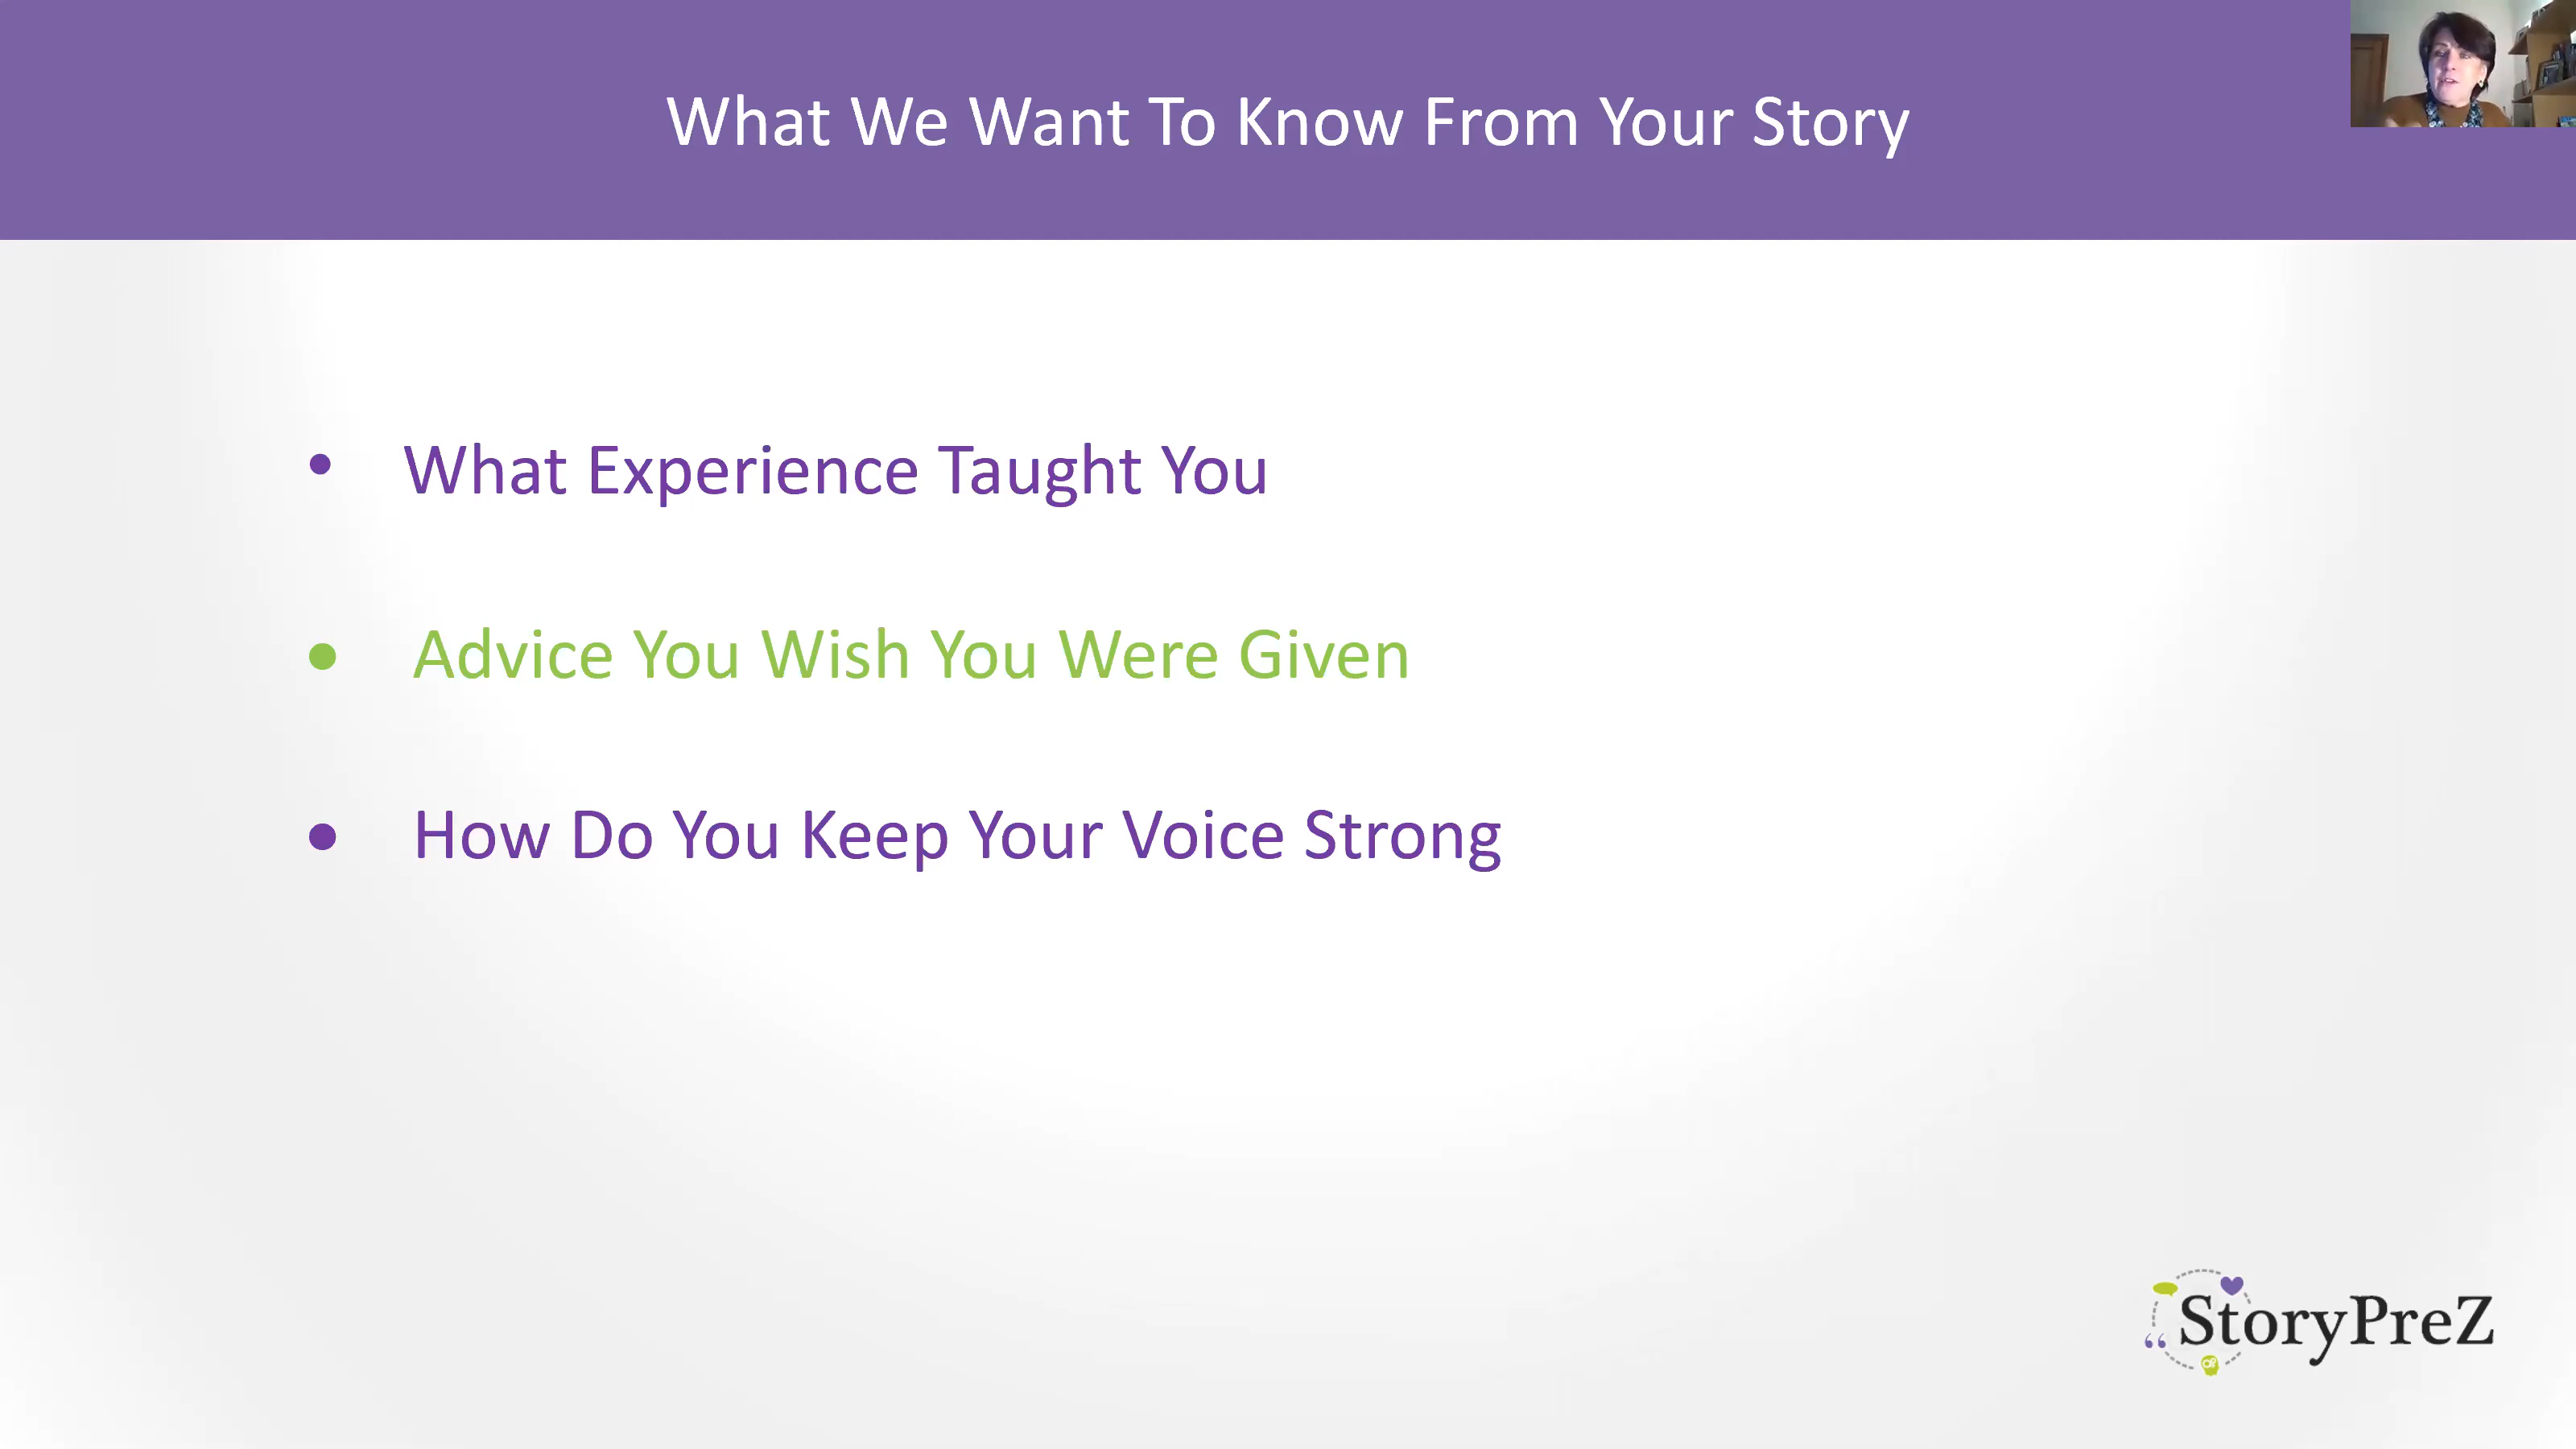 What We Want To Know From Your Story
• What Experience Taught You
• Advice You Wish You Were Given
• How Do You Keep Your Voice Strong
StoryPreZ